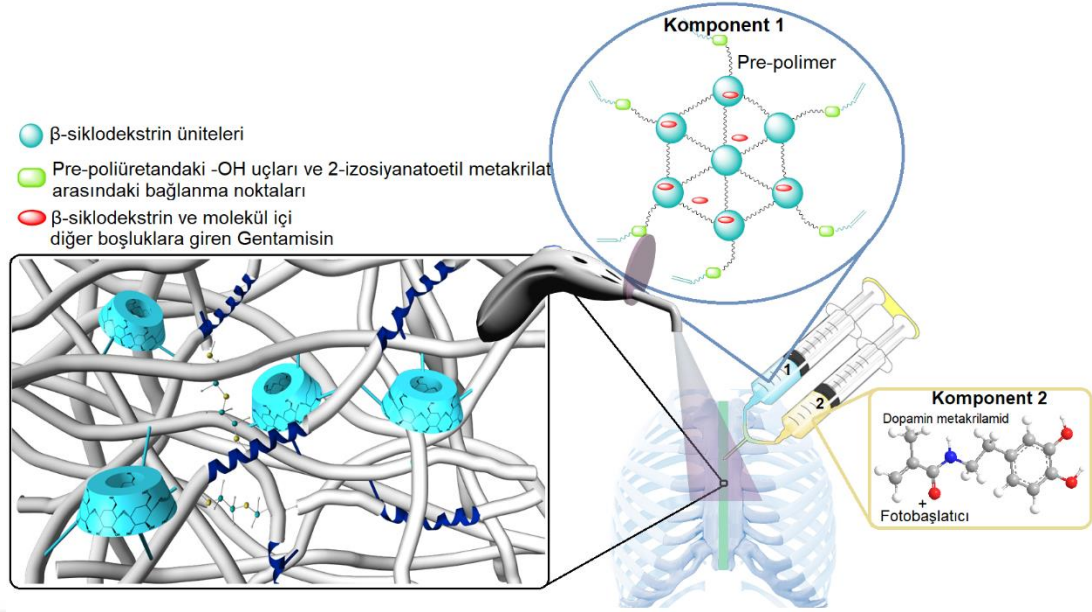 Komponent 1
Pre-polimer
β-siklodekstrin üniteleri
Pre-poliüretandaki -OH uçları ve 2-izosiyanatoetil metakrilat
arasındaki bağlanma noktaları
β-siklodekstrin ve molekül içi
diğer boşluklara giren Gentamisin
1
2
Komponent 2
Dopamin metakrilamid
+
Fotobaşlatıcı